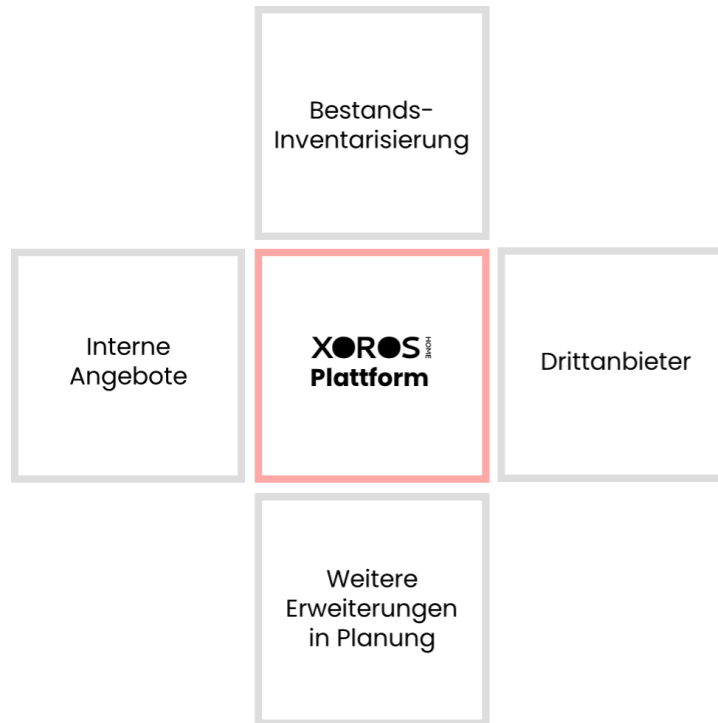 Bestands-
Inventarisierung
Interne
Angebote
XOROS HOME
Plattform
Drittanbieter
Weitere
Erweiterungen
in Planung